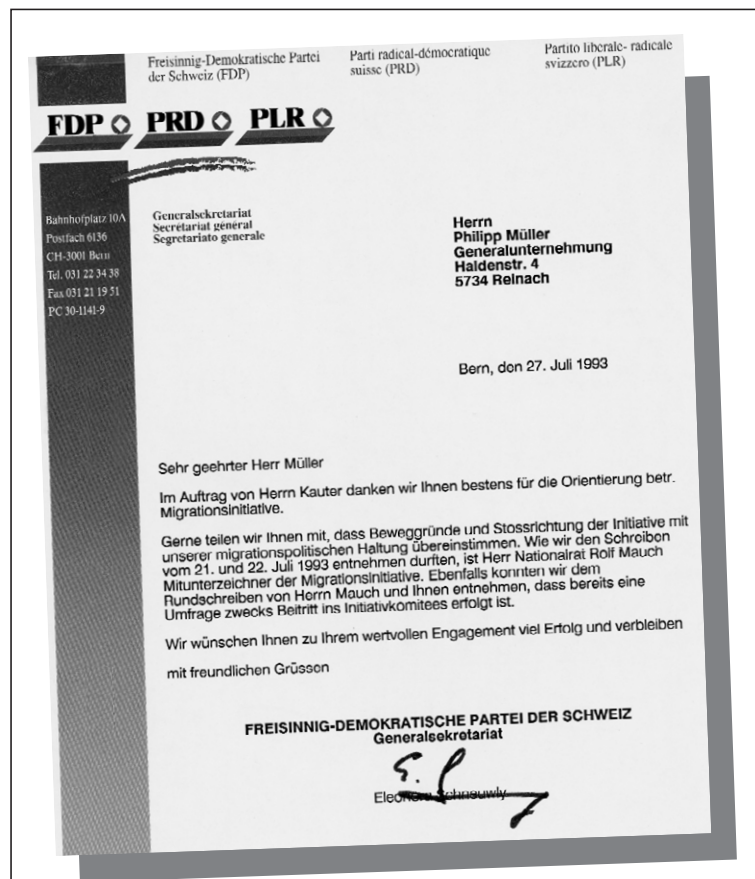 Freisinnig-Demokratische Partei
der Schweiz (FDP)
Parti radical-démocratique
suisse (PRD)
Partito liberale- radicale
svizzero (PLR)
FDP PRD PLR
Bahnhofplatz 10A
Postfach 6136
CH-3001 Bern
Tel. 031 22 34 38
Fax 031 21 19 51
PC 30-1141-9
Generalsekretariat
Secrétariat général
Segretariato generale
Herrn
Philipp Müller
Generalunternehmung
Haldenstr. 4
5734 Reinach
Bern, den 27. Juli 1993
Sehr geehrter Herr Müller
Im Auftrag von Herrn Kauter danken wir Ihnen bestens für die Orientierung betr.
Migrationsinitiative.
Gerne teilen wir Ihnen mit, dass Beweggründe und Stossrichtung der Initiative mit
unserer migrationspolitischen Haltung übereinstimmen. Wie wir den Schreiben
vom 21. und 22. Juli 1993 entnehmen durften, ist Herr Nationalrat Rolf Mauch
Mitunterzeichner der Migrationsinitiative. Ebenfalls konnten wir dem
Rundschreiben von Herrn Mauch und Ihnen entnehmen, dass bereits eine
Umfrage zwecks Beitritt ins Initiativkomitees erfolgt ist.
Wir wünschen Ihnen zu Ihrem wertvollen Engagement viel Erfolg und verbleiben
mit freundlichen Grüssen
FREISINNIG-DEMOKRATISCHE PARTEI DER SCHWEIZ
Generalsekretariat
Schneuwly